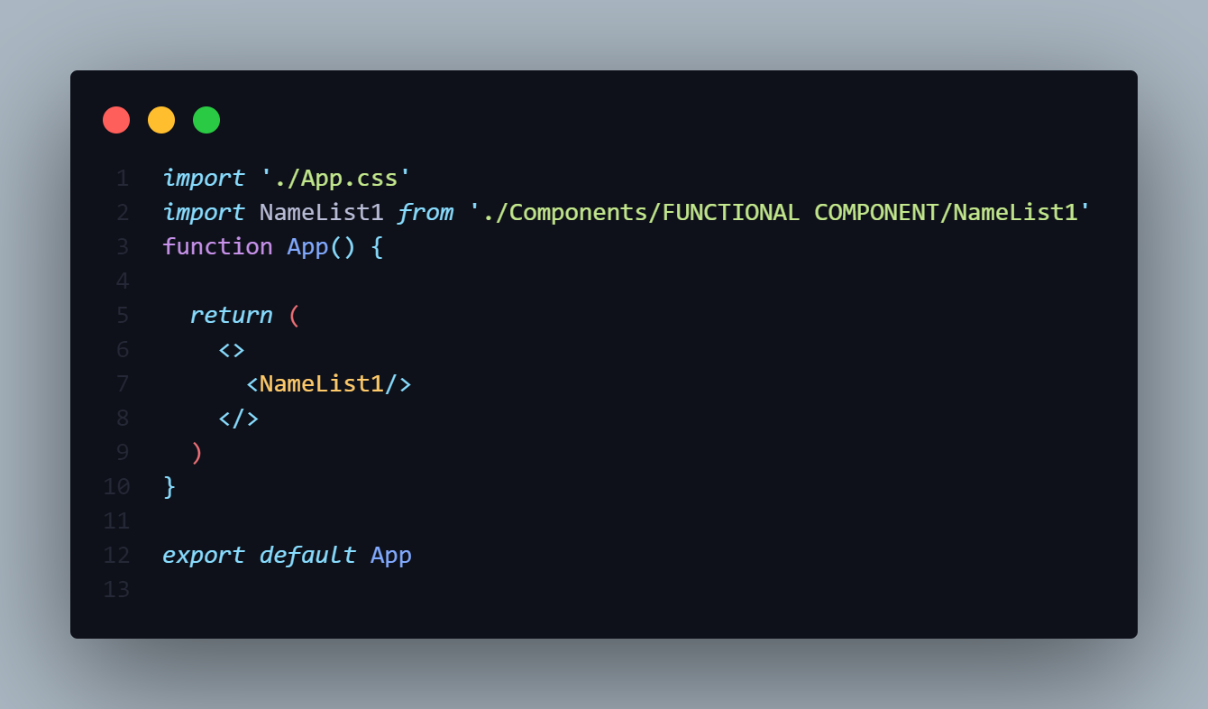 1 import './App.css'
2 import NameList1 from './Components/FUNCTIONAL COMPONENT/NameList1'
3 function App() {
4
5   return (
6     <>
7       <NameList1/>
8     </>
9   )
10 }
11
12 export default App
13